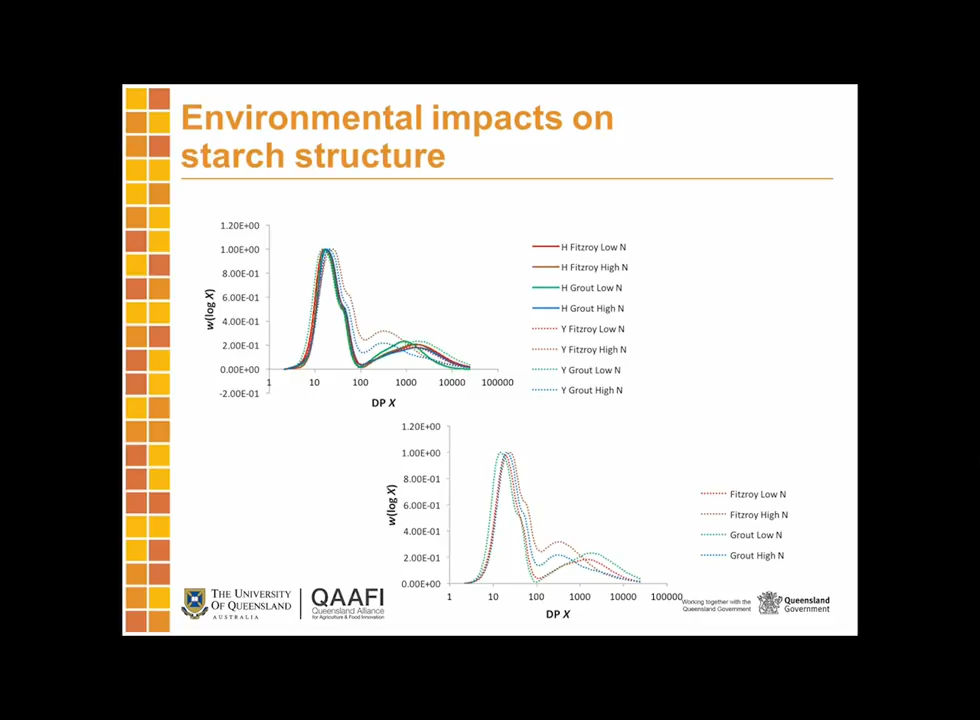 Environmental impacts on
starch structure
1.20E+00
1.00E+00
8.00E-01
6.00E-01
4.00E-01
2.00E-01
0.00E+00
-2.00E-01
w(log X)
1 10 100 1000 10000 100000
DP X
H Fitzroy Low N
H Fitzroy High N
H Grout Low N
H Grout High N
Y Fitzroy Low N
Y Fitzroy High N
Y Grout Low N
Y Grout High N
1.20E+00
1.00E+00
8.00E-01
6.00E-01
4.00E-01
2.00E-01
0.00E+00
w(log X)
1 10 100 1000 10000 100000
DP X
Fitzroy Low N
Fitzroy High N
Grout Low N
Grout High N
THE UNIVERSITY
OF QUEENSLAND
AUSTRALIA
QAAFI
Queensland Alliance
for Agriculture & Food Innovation
Working together with the
Queensland Government
Queensland
Government